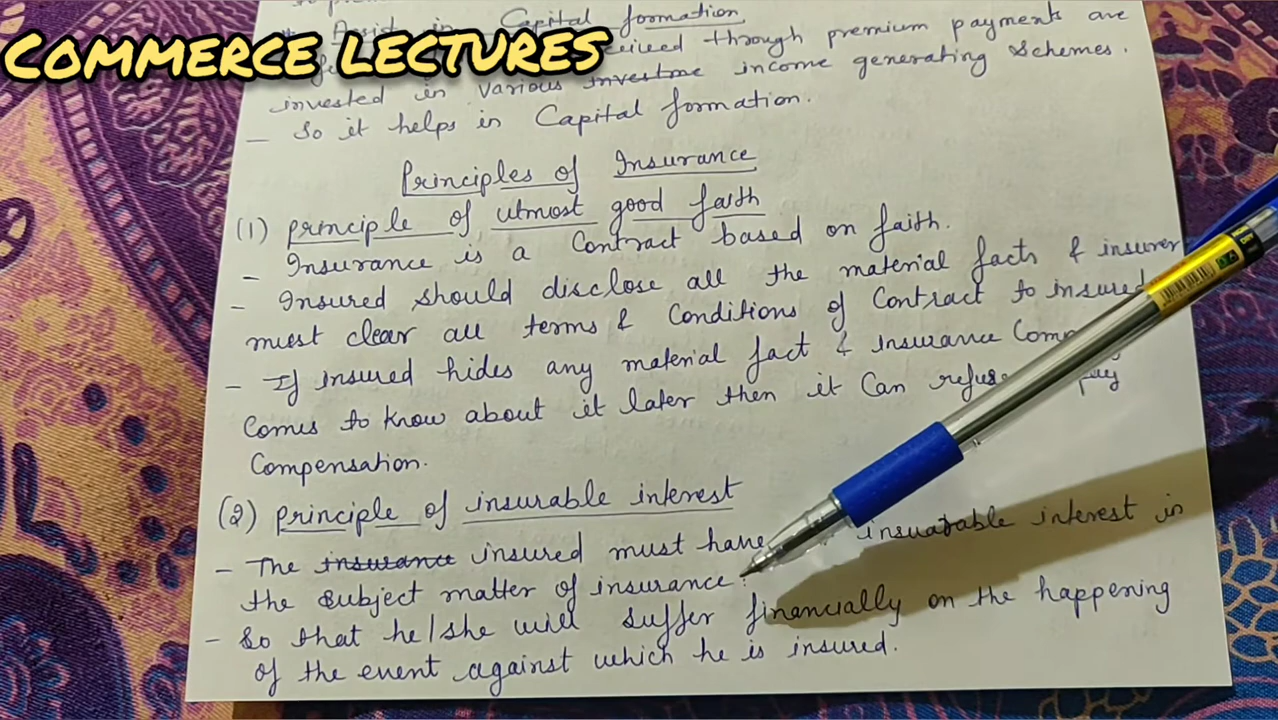 COMMERCE LECTURES
Capital formation
through premium payments are
invested in various investme income generating schemes.
- So it helps in Capital formation.
Principles of Insurance
(1) principle of utmost good faith
- Insurance is a Contract based on faith.
- Insured should disclose all the material facts & insurer
must clear all terms & Conditions of Contract to insured
- If insured hides any material fact & insurance
Comes to know about it later then it Can pay
Compensation.
(2) principle of insurable interest
- The insurance insured must have insurable interest in
the subject matter of insurance.
- So that he/she will suffer financially on the happening
of the event against which he is insured.